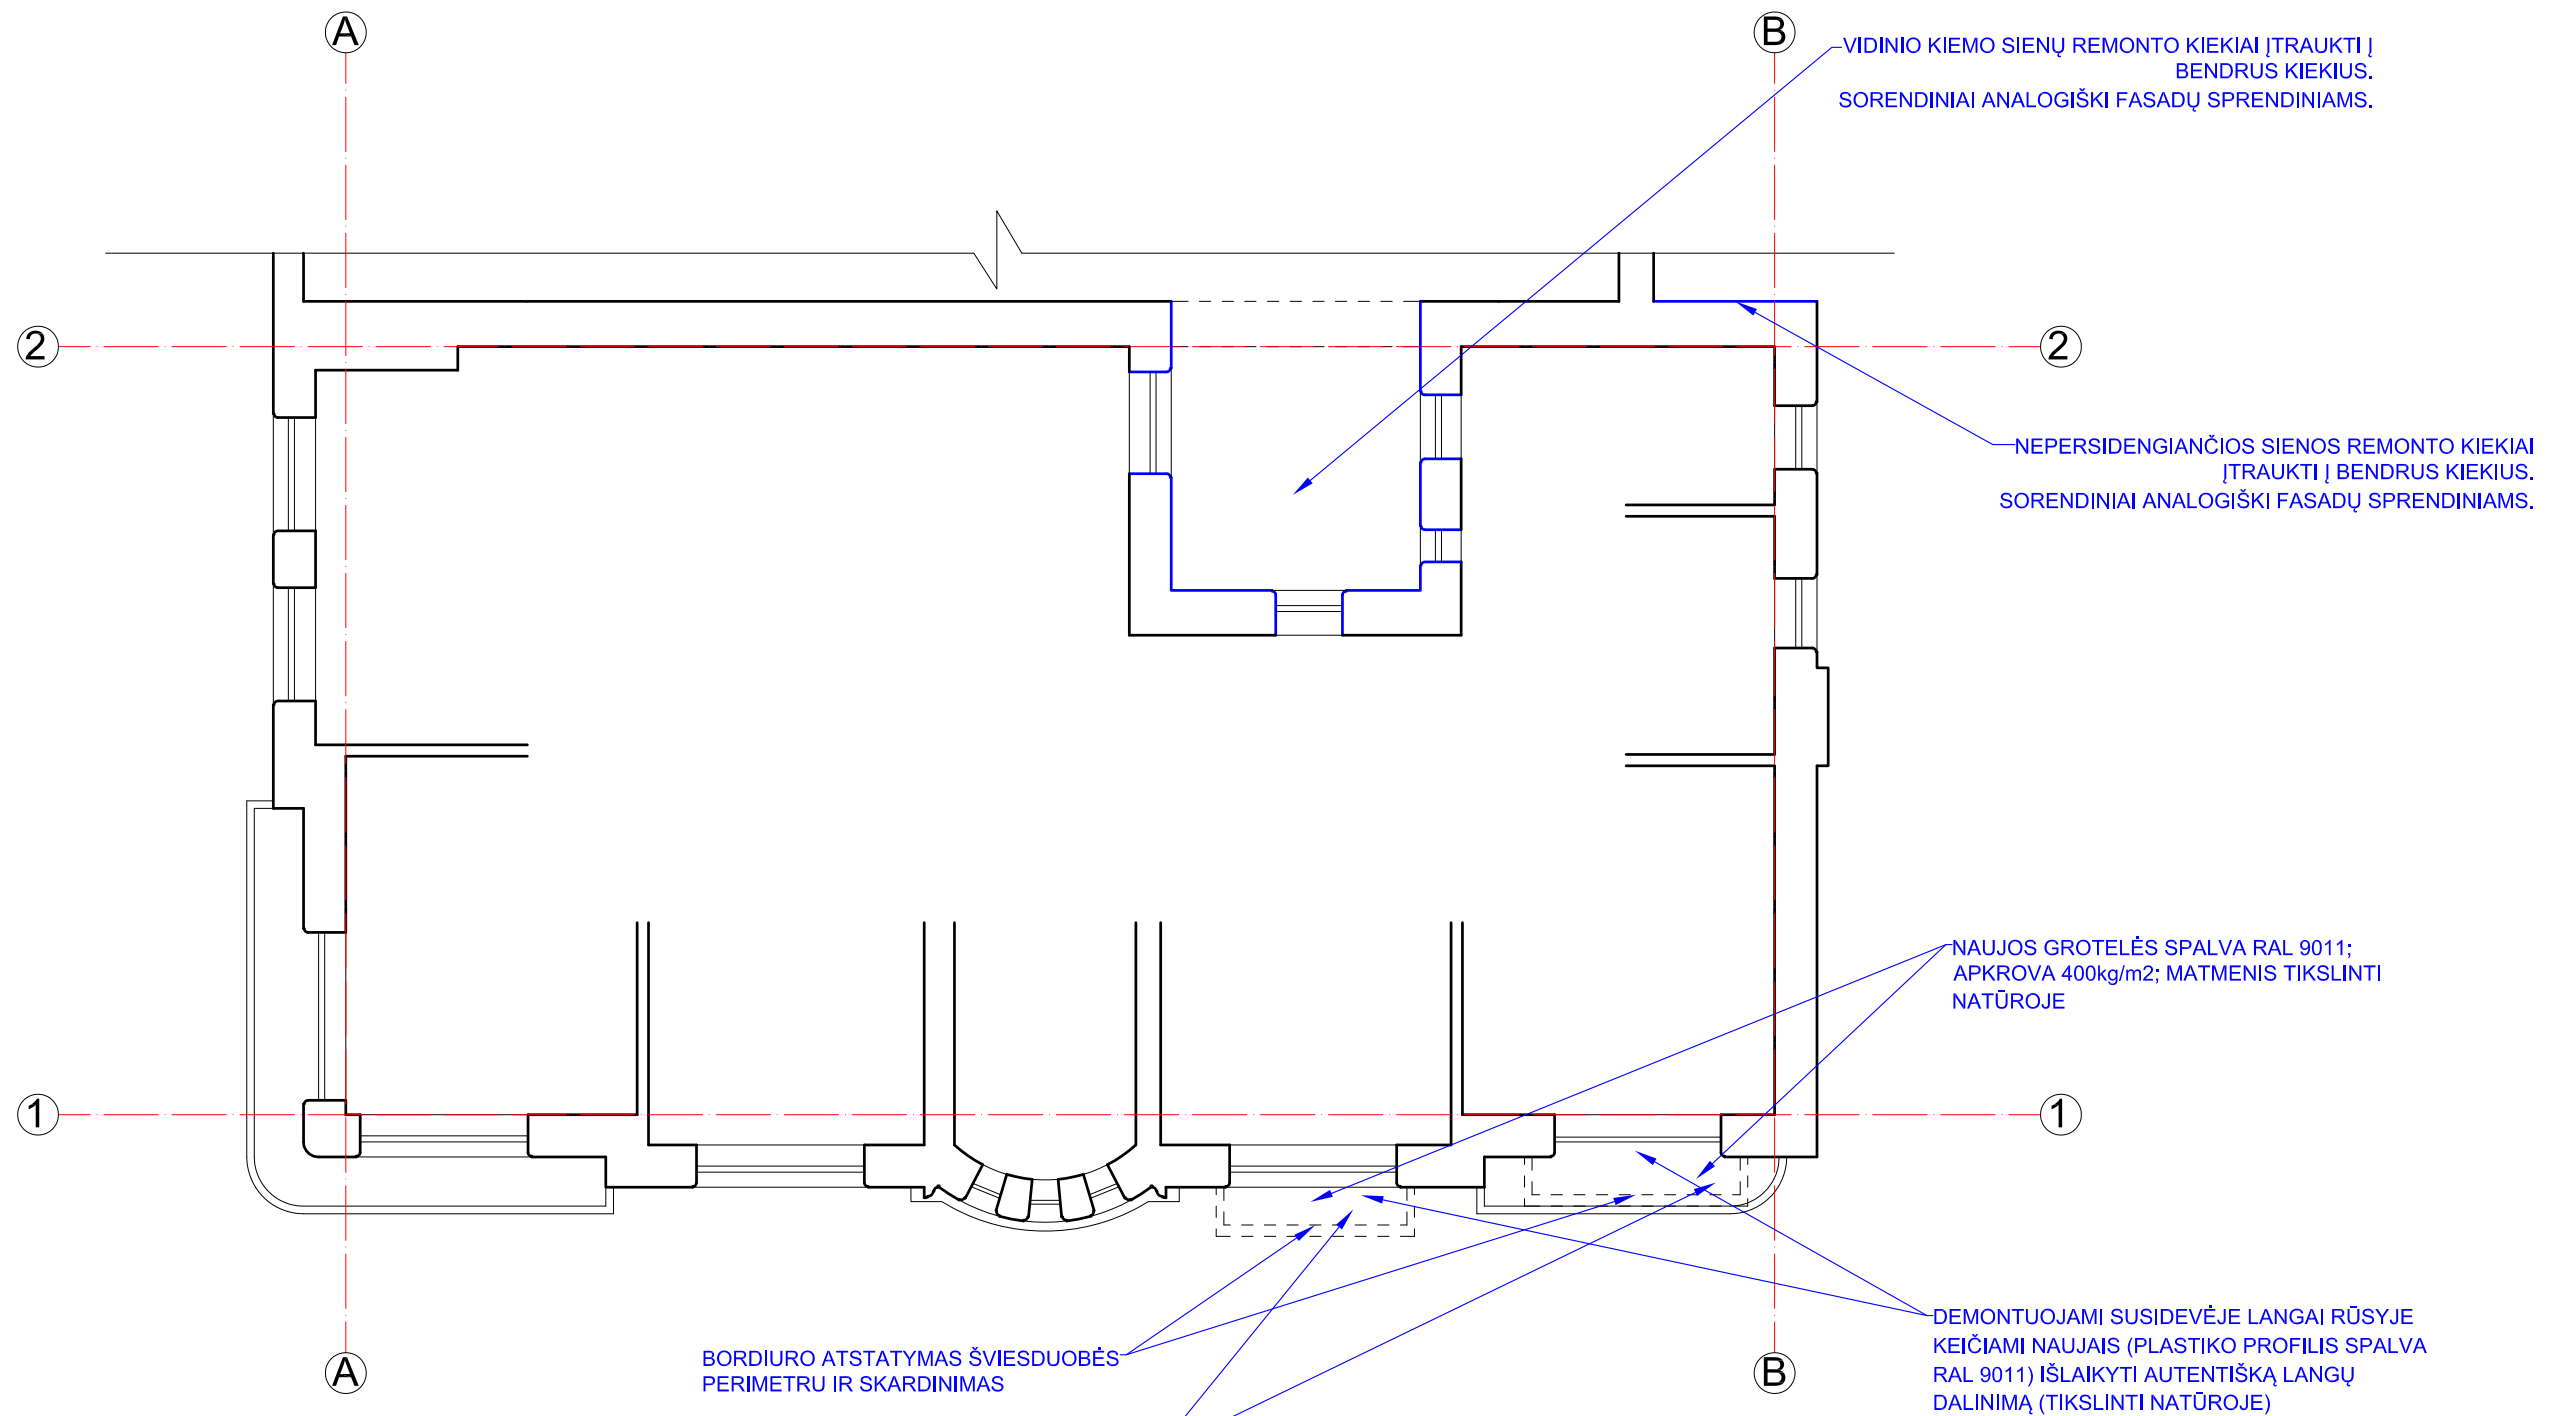 A
B
VIDINIO KIEMO SIENŲ REMONTO KIEKIAI ĮTRAUKTI Į
BENDRUS KIEKIUS.
SORENDINIAI ANALOGIŠKI FASADŲ SPRENDINIAMS.
2
2
NEPERSIDENGIANČIOS SIENOS REMONTO KIEKIAI
ĮTRAUKTI Į BENDRUS KIEKIUS.
SORENDINIAI ANALOGIŠKI FASADŲ SPRENDINIAMS.
NAUJOS GROTELĖS SPALVA RAL 9011;
APKROVA 400kg/m2; MATMENIS TIKSLINTI
NATŪROJE
1
1
DEMONTUOJAMI SUSIDEVĖJE LANGAI RŪSYJE
KEIČIAMI NAUJAIS (PLASTIKO PROFILIS SPALVA
RAL 9011) IŠLAIKYTI AUTENTIŠKĄ LANGŲ
DALINIMĄ (TIKSLINTI NATŪROJE)
BORDIURO ATSTATYMAS ŠVIESDUOBĖS
PERIMETRU IR SKARDINIMAS
A
B